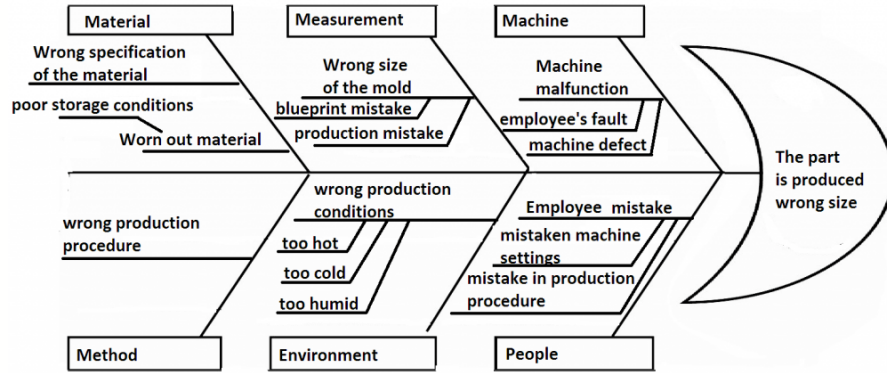 Material
Measurement
Machine
Wrong specification
of the material
poor storage conditions
Worn out material
Wrong size
of the mold
blueprint mistake
production mistake
Machine
malfunction
employee's fault
machine defect
The part
is produced
wrong size
wrong production
procedure
wrong production
conditions
too hot
too cold
too humid
Employee mistake
mistaken machine
settings
mistake in production
procedure
Method
Environment
People